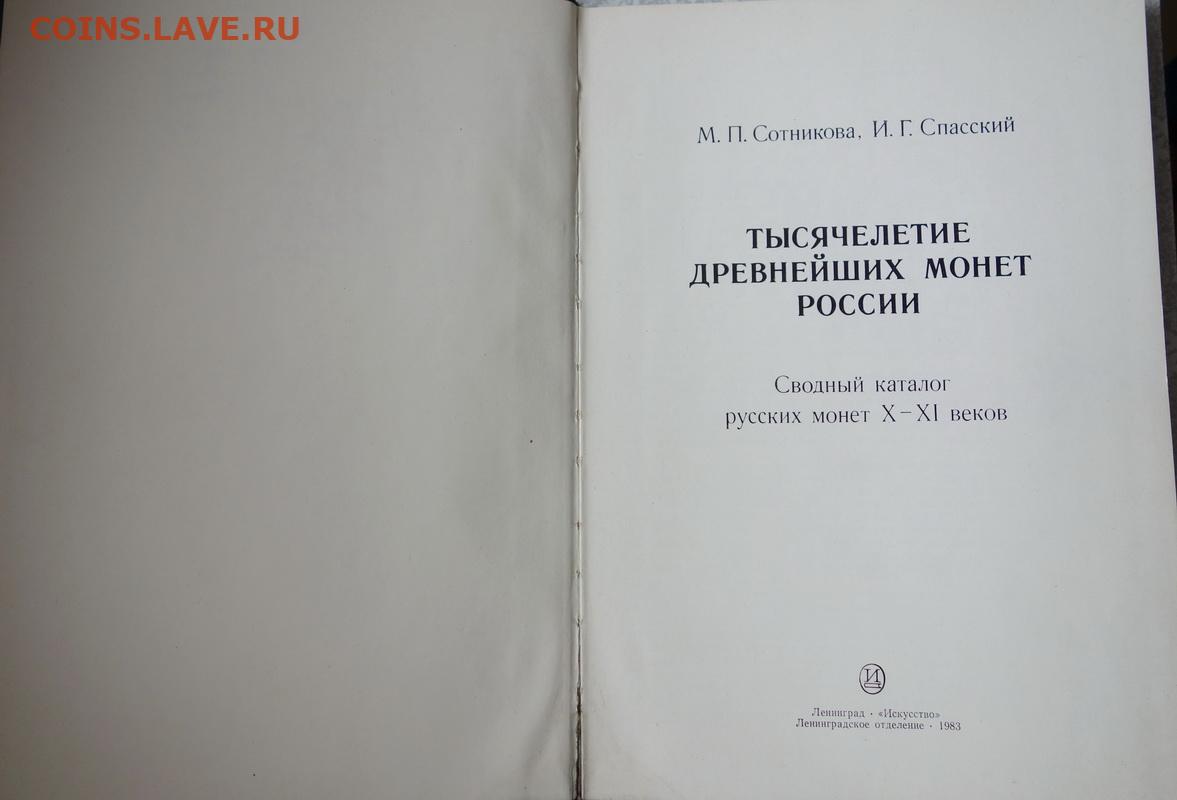 COINS.LAVE.RU
М. П. Сотникова, И. Г. Спасский
ТЫСЯЧЕЛЕТИЕ
ДРЕВНЕЙШИХ МОНЕТ
РОССИИ
Сводный каталог
русских монет X–XI веков
И
Ленинград · «Искусство»
Ленинградское отделение · 1983